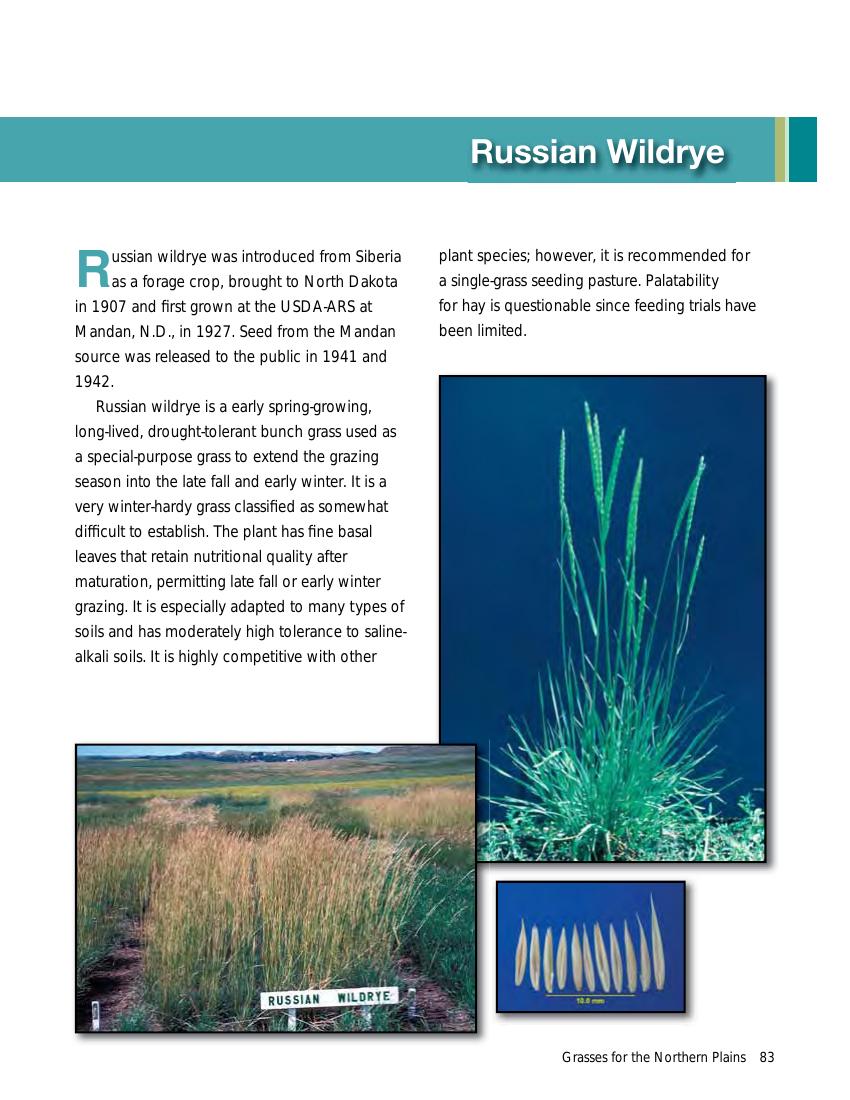 Russian Wildrye
Russian wildrye was introduced from Siberia
as a forage crop, brought to North Dakota
in 1907 and first grown at the USDA-ARS at
Mandan, N.D., in 1927. Seed from the Mandan
source was released to the public in 1941 and
1942.
Russian wildrye is a early spring-growing,
long-lived, drought-tolerant bunch grass used as
a special-purpose grass to extend the grazing
season into the late fall and early winter. It is a
very winter-hardy grass classified as somewhat
difficult to establish. The plant has fine basal
leaves that retain nutritional quality after
maturation, permitting late fall or early winter
grazing. It is especially adapted to many types of
soils and has moderately high tolerance to saline-
alkali soils. It is highly competitive with other
plant species; however, it is recommended for
a single-grass seeding pasture. Palatability
for hay is questionable since feeding trials have
been limited.
RUSSIAN WILDRYE
10.0 mm
Grasses for the Northern Plains 83